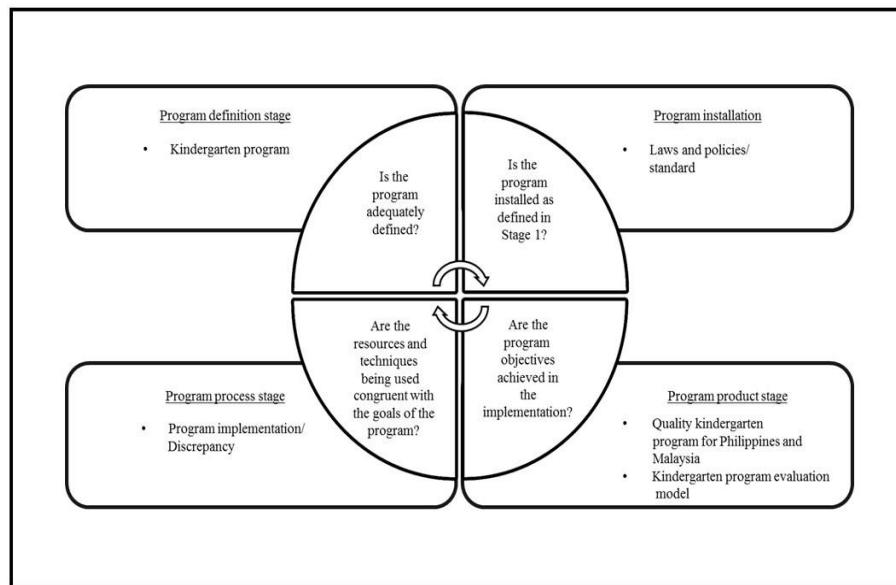 Program definition stage
• Kindergarten program
Is the
program
adequately
defined?
Program installation
• Laws and policies/
standard
Is the
program
installed as
defined in
Stage 1?
Program process stage
• Program implementation/
Discrepancy
Are the
resources and
techniques
being used
congruent with
the goals of the
program?
Are the
program
objectives
achieved in
the
implementation?
Program product stage
• Quality kindergarten
program for Philippines and
Malaysia
• Kindergarten program evaluation
model